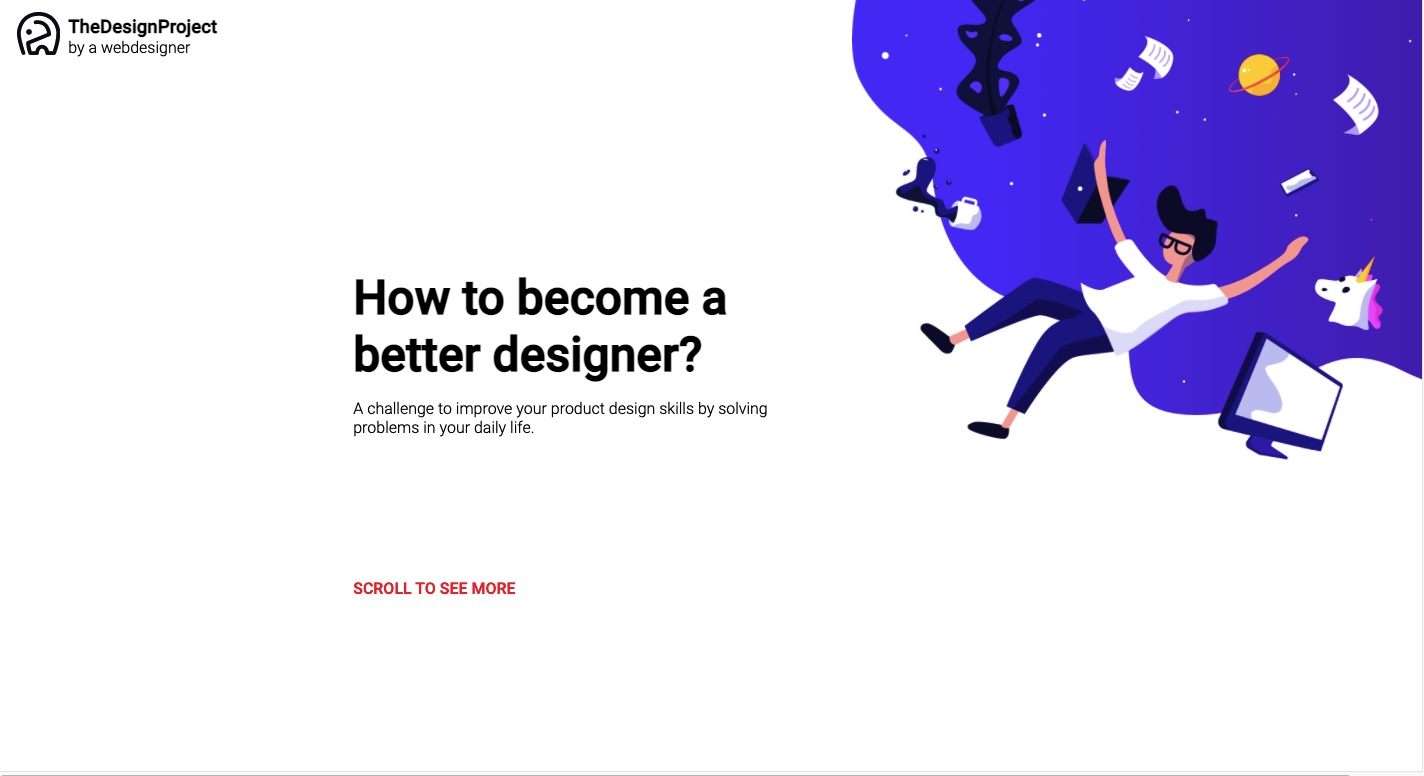 TheDesignProject
by a webdesigner
How to become a
better designer?
A challenge to improve your product design skills by solving
problems in your daily life.
SCROLL TO SEE MORE